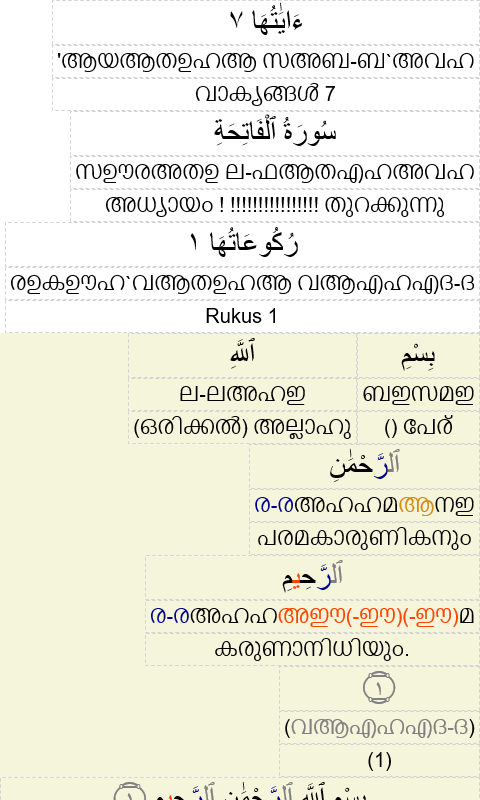 ءَايَٰتُهَا ٧
'ആയആതഉഹആ സഅബ-ബ`അവഹ
വാക്യങ്ങൾ 7
سُورَةُ ٱلْفَاتِحَةِ
സഊരഅതഉ ല-ഫആതഎഹഅവഹ
അധ്യായം ! !!!!!!!!!!!!!!!! തുറക്കുന്നു
رُكُوعَاتُهَا ١
രഉകഊഹ`വആതഉഹആ വആഎഹഎദ-ദ
Rukus 1
بِسْمِ ٱللَّهِ
ബഇസമഇ ല-ലഅഹഇ
() പേര് (ഒരിക്കൽ) അല്ലാഹു
ٱلرَّحْمَٰنِ
ര-രഅഹഹമആനഇ
പരമകാരുണികനും
ٱلرَّحِيمِ
ര-രഅഹഹഅഈ(-ഈ)(-ഈ)മ
കരുണാനിധിയും.
١
(വആഎഹഎദ-ദ)
(1)
بِسْمِ ٱللَّهِ ٱلرَّحْمَٰنِ ٱلرَّحِيمِ ١